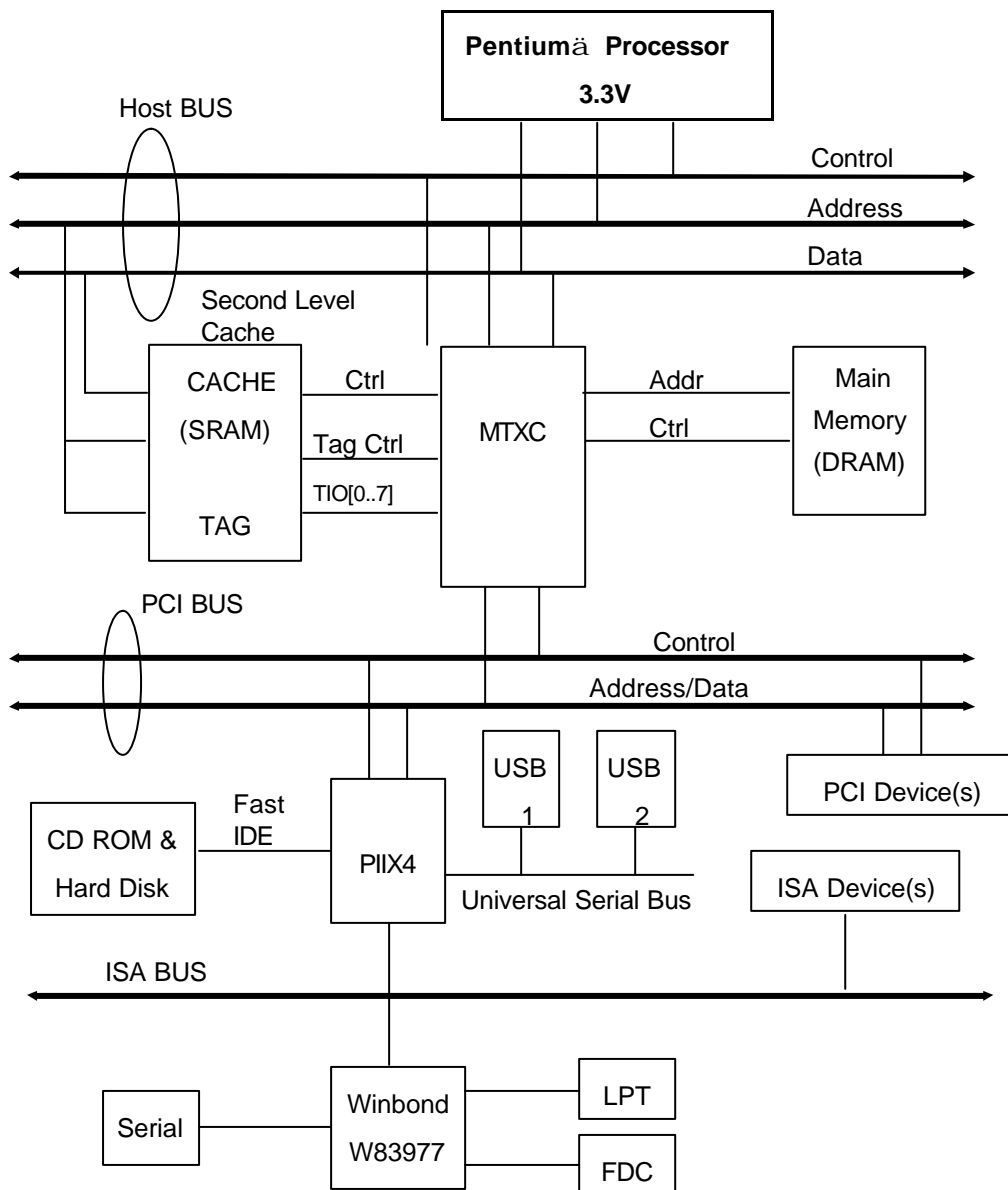 Pentiumä Processor
3.3V
Host BUS
Control
Address
Data
Second Level
Cache
CACHE
(SRAM)
TAG
Ctrl
Tag Ctrl
TIO[0..7]
MTXC
Addr
Ctrl
Main
Memory
(DRAM)
PCI BUS
Control
Address/Data
USB
1
USB
2
PCI Device(s)
CD ROM &
Hard Disk
Fast
IDE
PIIX4
Universal Serial Bus
ISA Device(s)
ISA BUS
Serial
Winbond
W83977
LPT
FDC